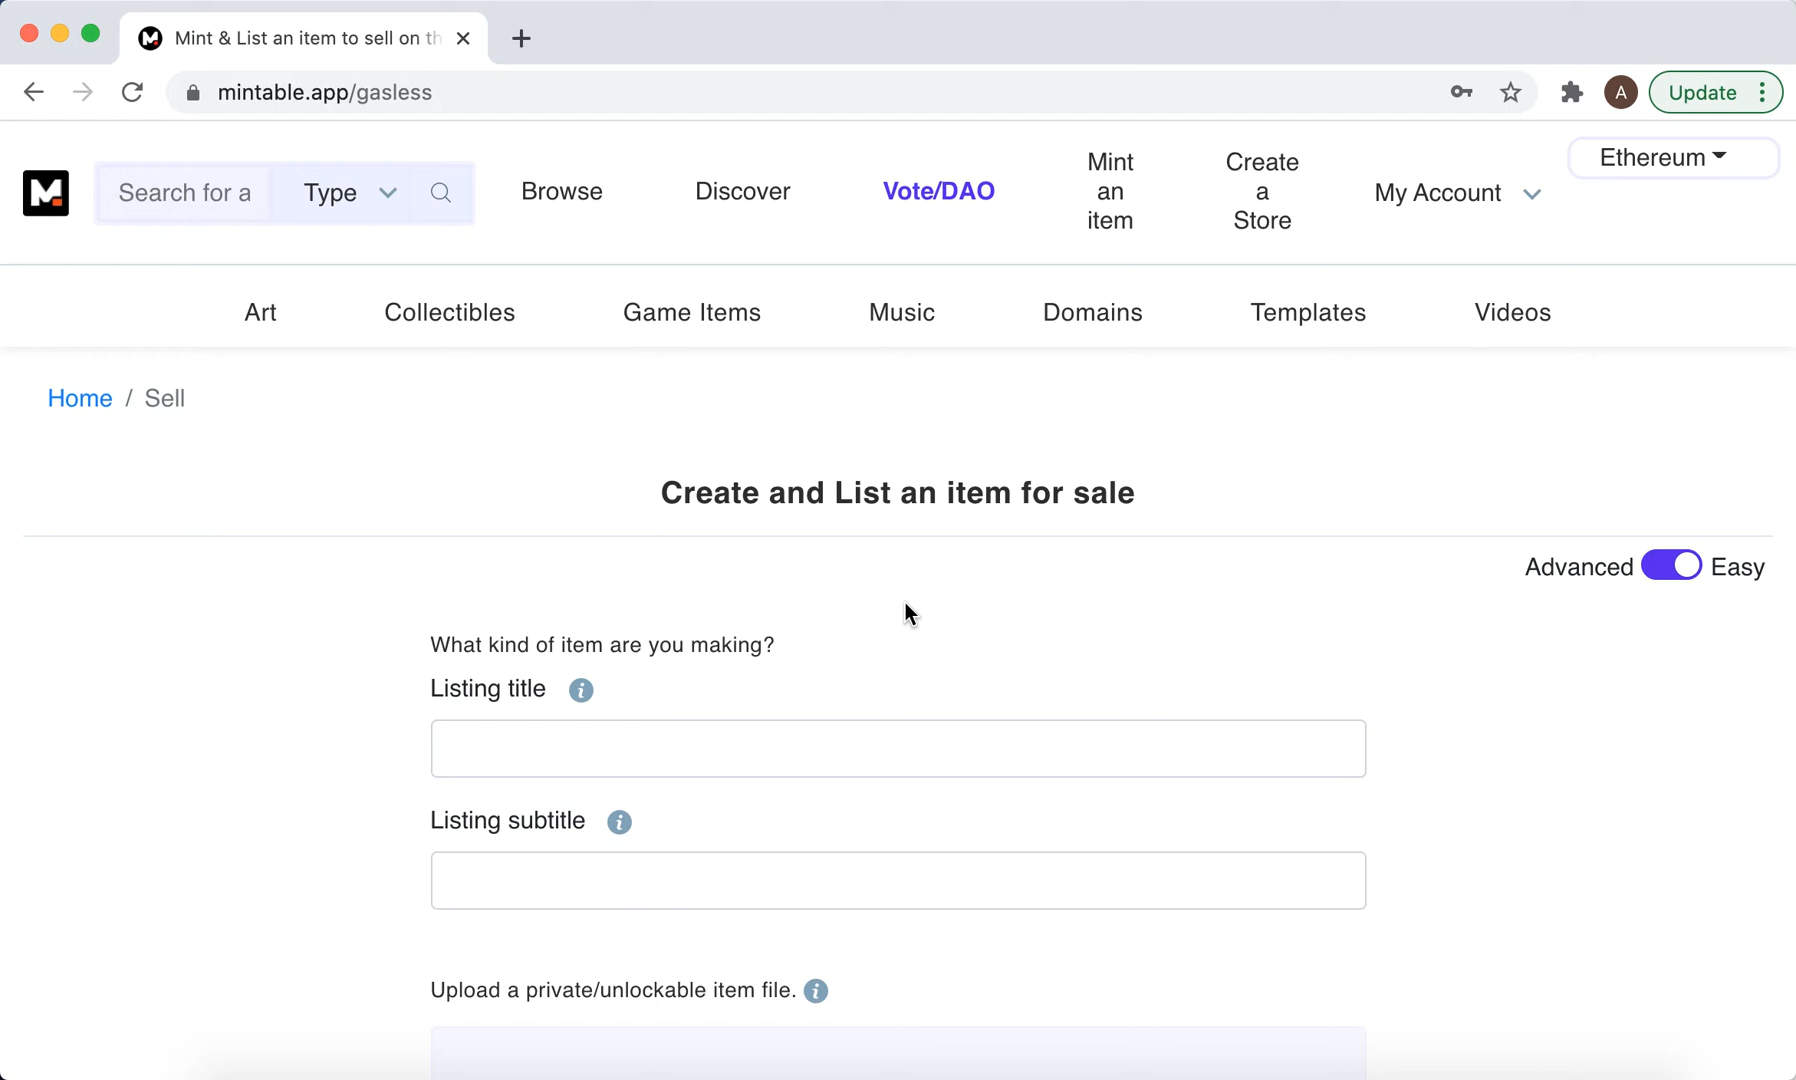 Mint & List an item to sell on th
mintable.app/gasless
A
Update
M
Search for a
Type
Browse
Discover
Vote/DAO
Mint
an
item
Create
a
Store
My Account
Ethereum
Art
Collectibles
Game Items
Music
Domains
Templates
Videos
Home / Sell
Create and List an item for sale
Advanced
Easy
What kind of item are you making?
Listing title
Listing subtitle
Upload a private/unlockable item file.